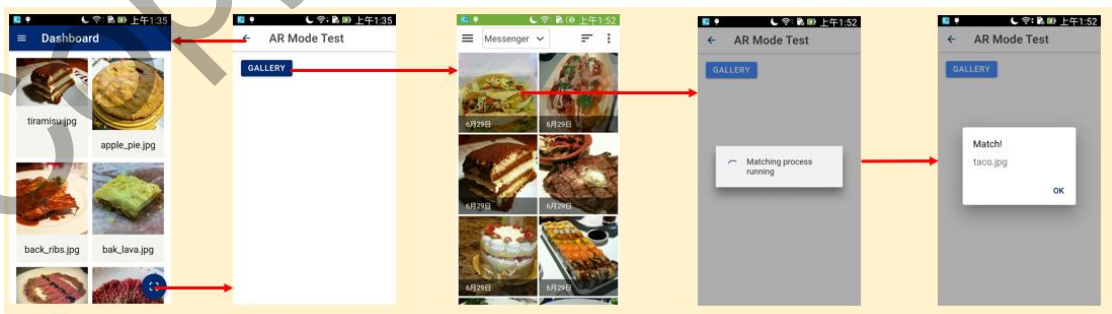 上午1:35
Dashboard
tiramisu.jpg
apple_pie.jpg
back_ribs.jpg
bak_lava.jpg
上午1:35
AR Mode Test
GALLERY
上午1:52
Messenger
6月29日
6月29日
6月29日
6月29日
6月29日
6月29日
上午1:52
AR Mode Test
GALLERY
Matching process
running
上午1:52
AR Mode Test
GALLERY
Match!
taco.jpg
OK